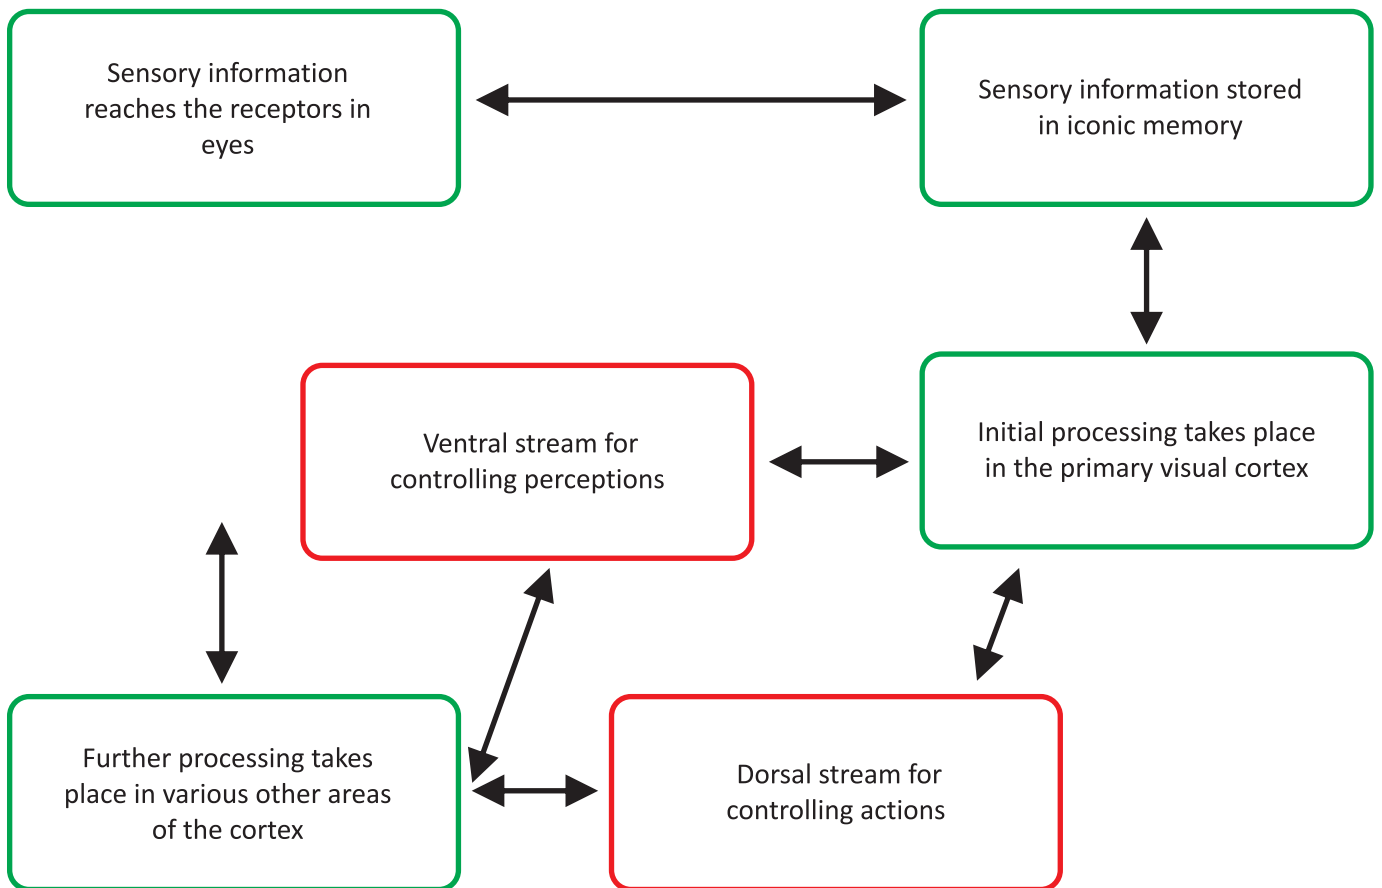 Sensory information
reaches the receptors in
eyes
Sensory information stored
in iconic memory
Ventral stream for
controlling perceptions
Initial processing takes place
in the primary visual cortex
Further processing takes
place in various other areas
of the cortex
Dorsal stream for
controlling actions